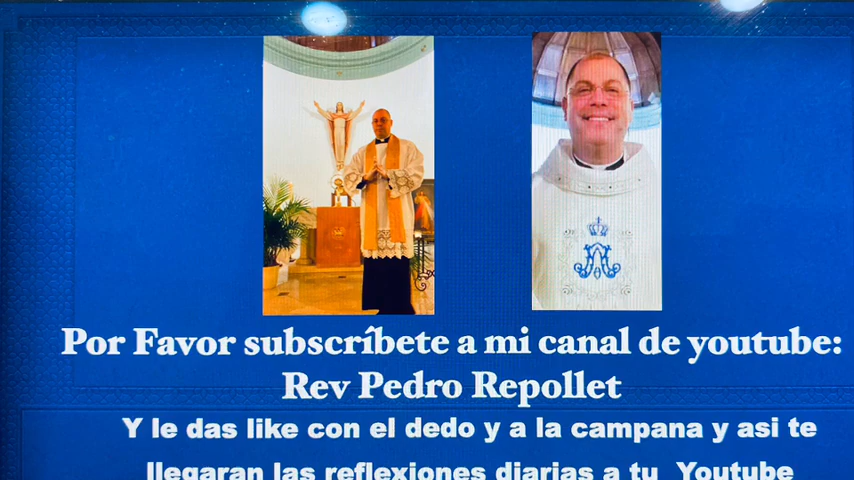 Por Favor subscríbete a mi canal de youtube:
Rev Pedro Repollet
Y le das like con el dedo y a la campana y asi te
llegaran las reflexiones diarias a tu Youtube